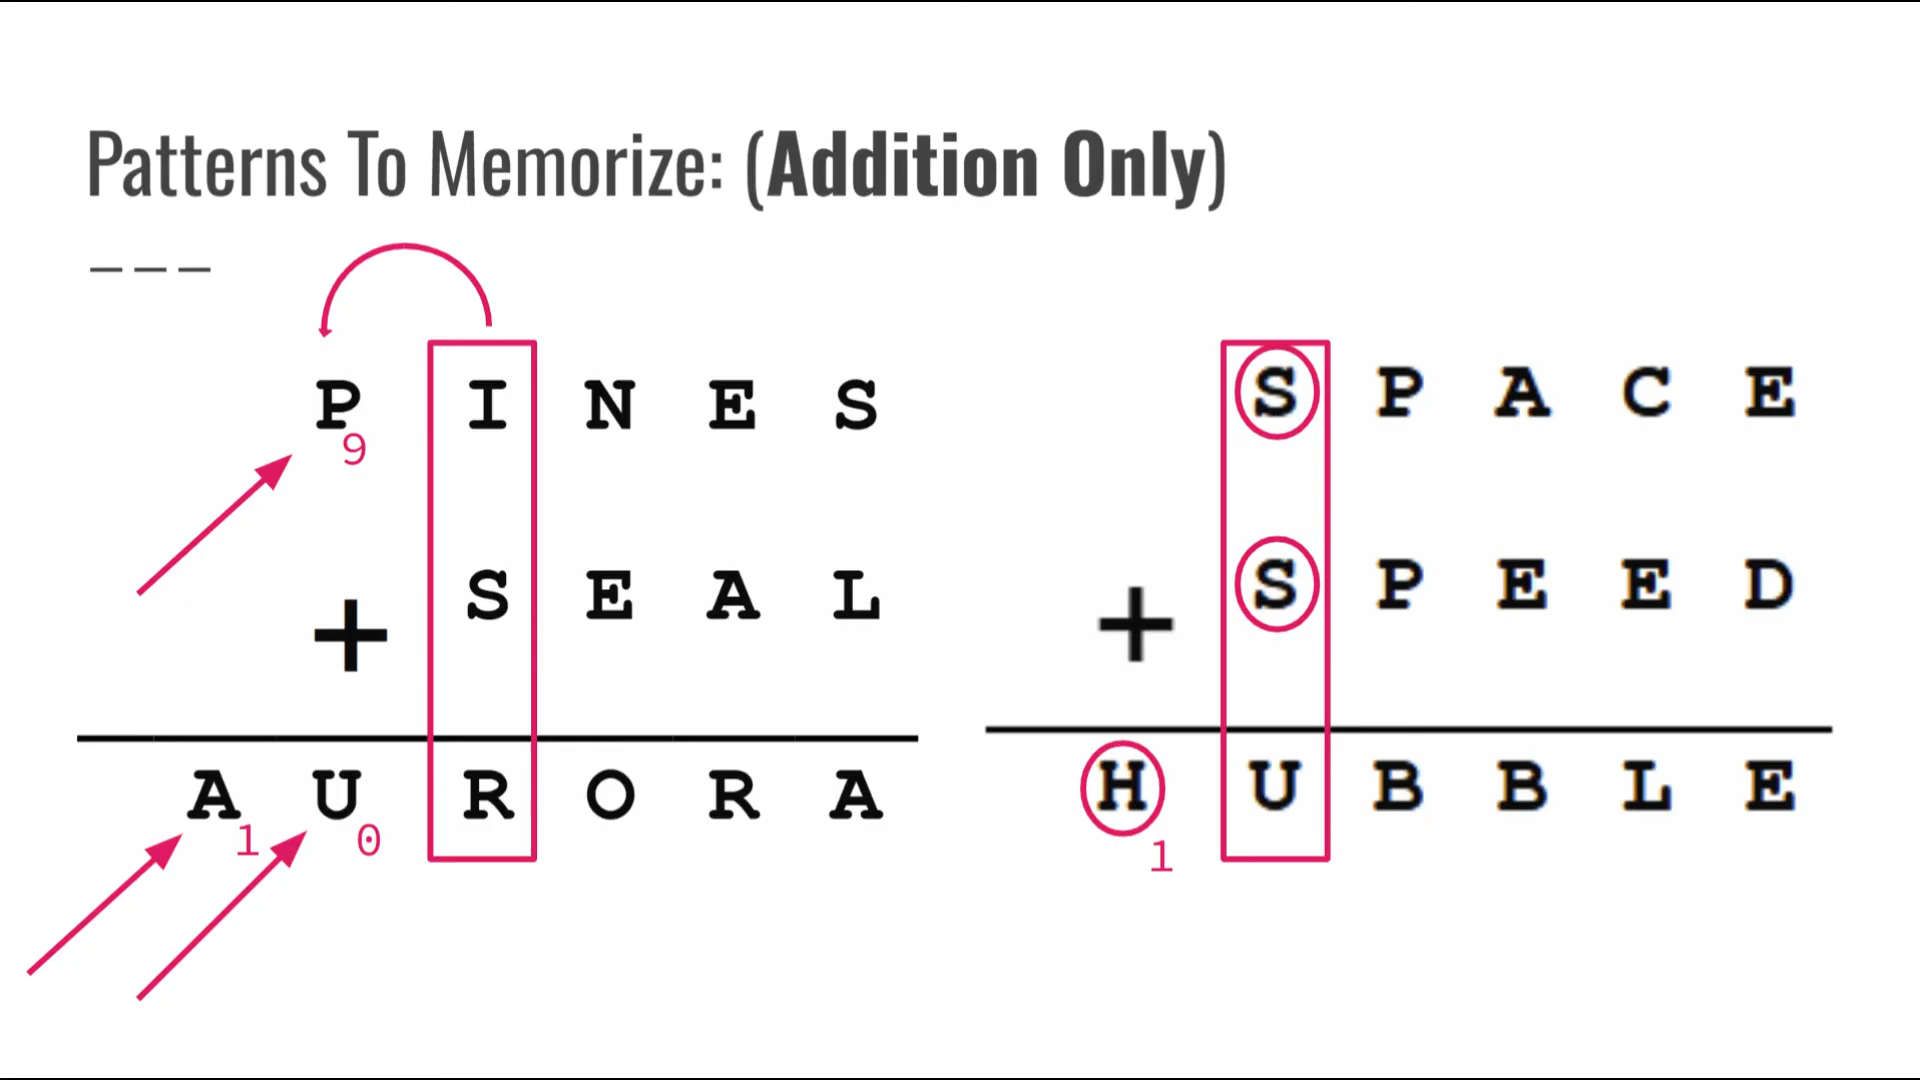 Patterns To Memorize: (Addition Only)
P I N E S
9
+ S E A L
A U R O R A
1 0
S P A C E
+ S P E E D
H U B B L E
1